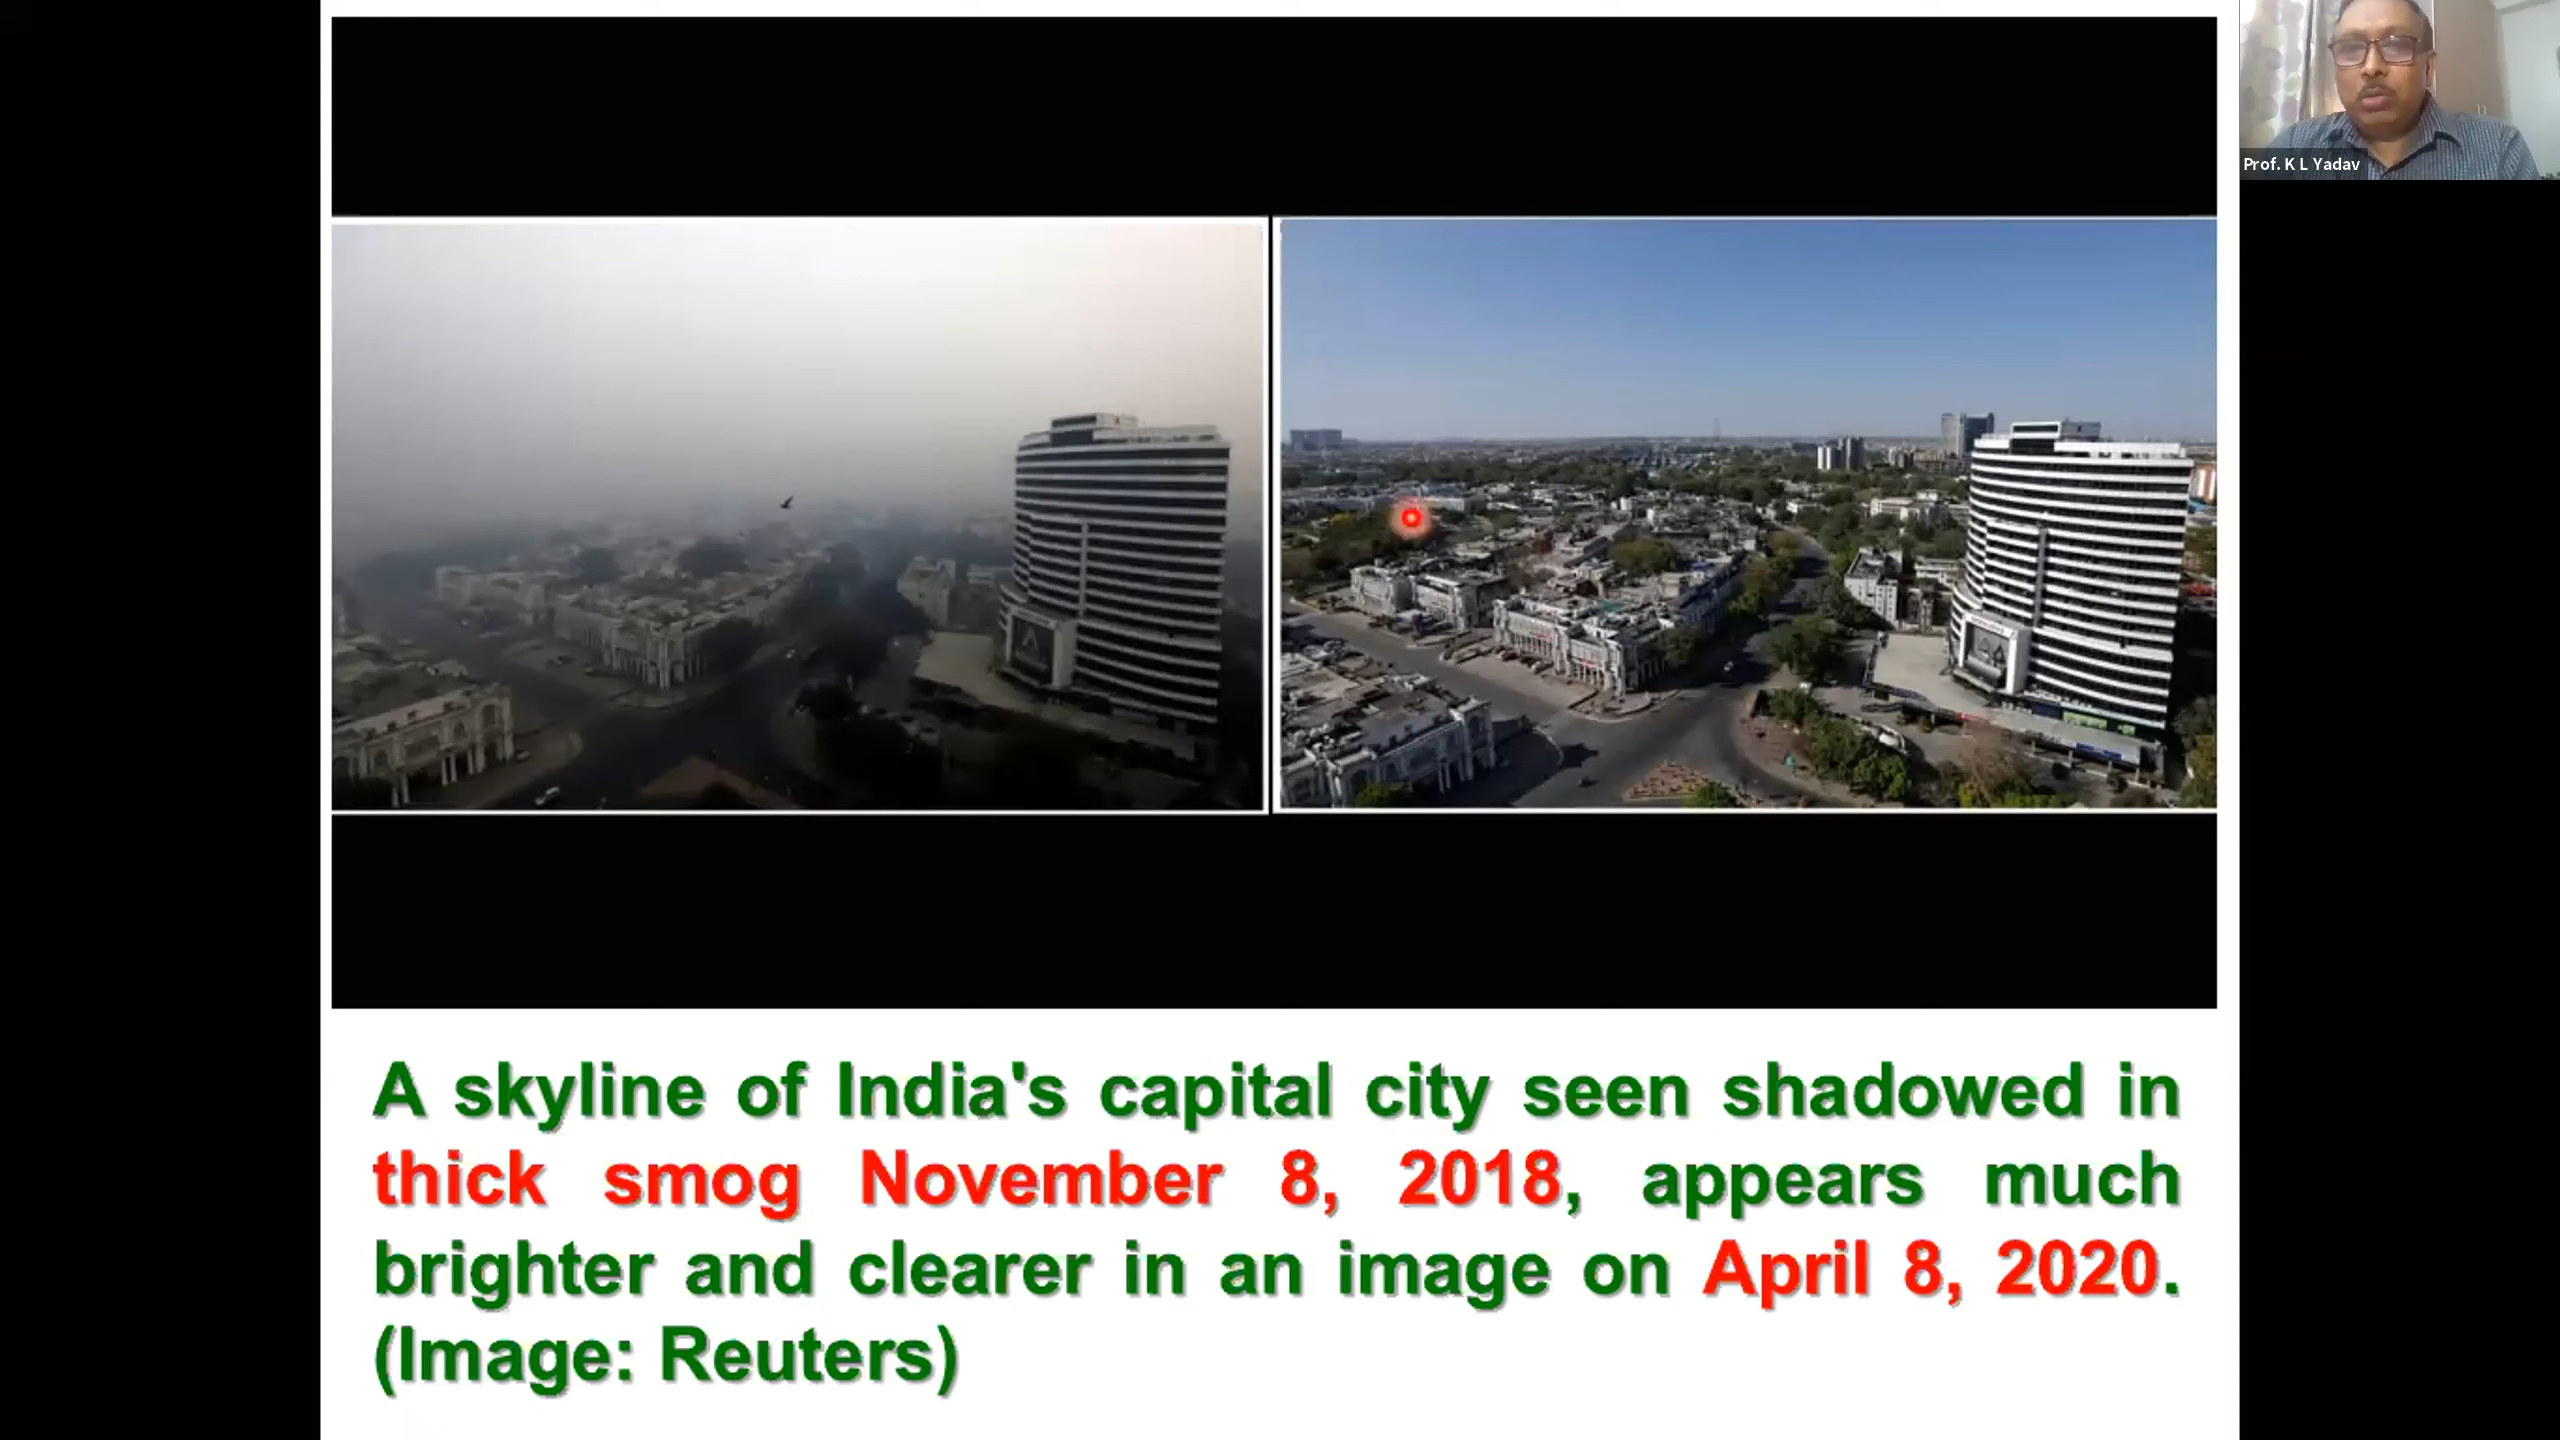 Prof. K L Yadav
A skyline of India's capital city seen shadowed in
thick smog November 8, 2018, appears much
brighter and clearer in an image on April 8, 2020.
(Image: Reuters)